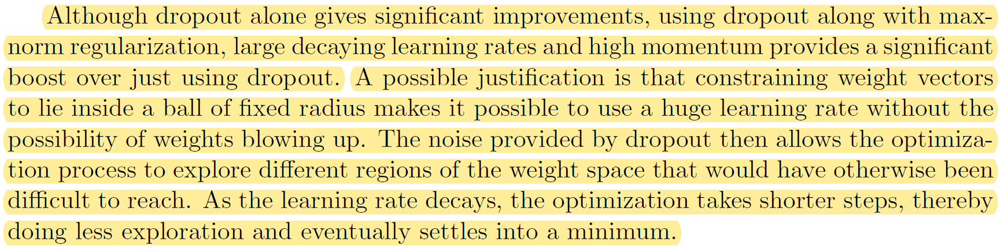 Although dropout alone gives significant improvements, using dropout along with max-
norm regularization, large decaying learning rates and high momentum provides a significant
boost over just using dropout. A possible justification is that constraining weight vectors
to lie inside a ball of fixed radius makes it possible to use a huge learning rate without the
possibility of weights blowing up. The noise provided by dropout then allows the optimiza-
tion process to explore different regions of the weight space that would have otherwise been
difficult to reach. As the learning rate decays, the optimization takes shorter steps, thereby
doing less exploration and eventually settles into a minimum.